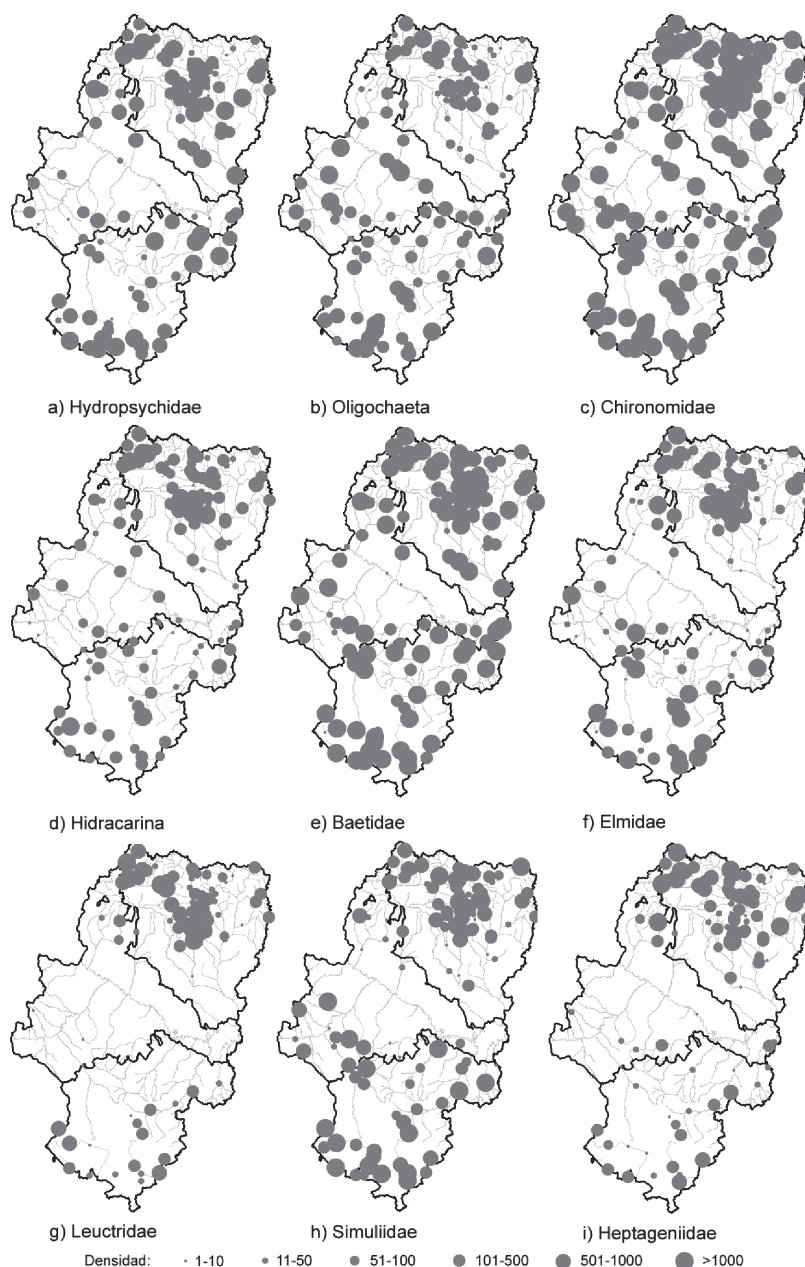 a) Hydropsychidae
b) Oligochaeta
c) Chironomidae
d) Hidracarina
e) Baetidae
f) Elmidae
g) Leuctridae
h) Simuliidae
i) Heptageniidae
Densidad: 1-10 11-50 51-100 101-500 501-1000 >1000